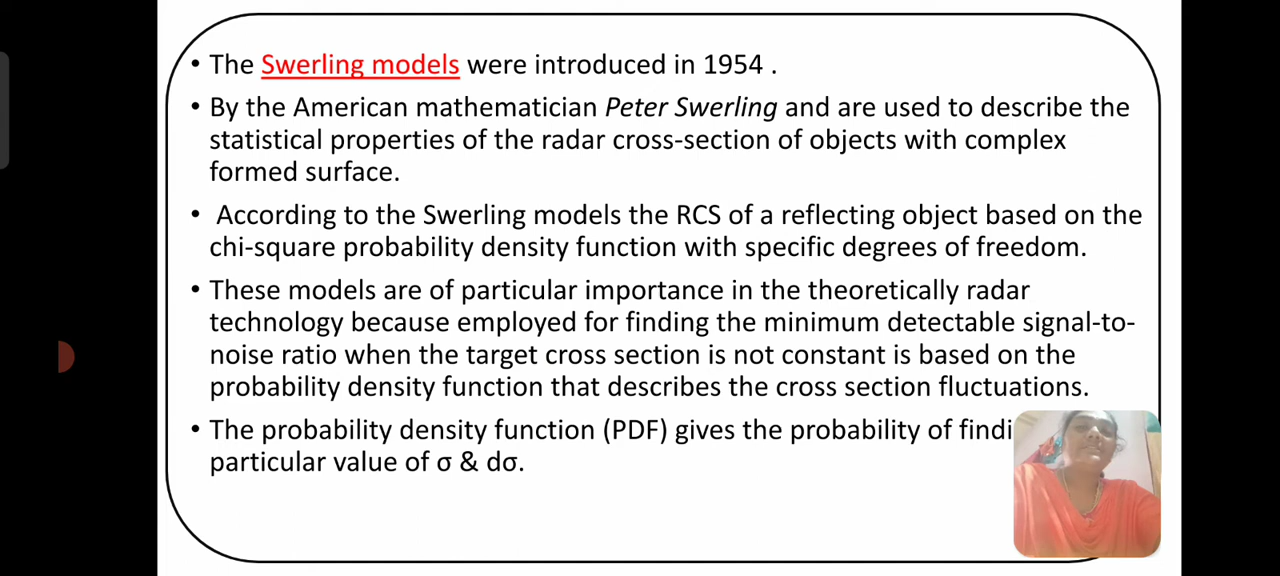 • The Swerling models were introduced in 1954 .
• By the American mathematician Peter Swerling and are used to describe the
statistical properties of the radar cross-section of objects with complex
formed surface.
• According to the Swerling models the RCS of a reflecting object based on the
chi-square probability density function with specific degrees of freedom.
• These models are of particular importance in the theoretically radar
technology because employed for finding the minimum detectable signal-to-
noise ratio when the target cross section is not constant is based on the
probability density function that describes the cross section fluctuations.
• The probability density function (PDF) gives the probability of
particular value of σ & dσ.